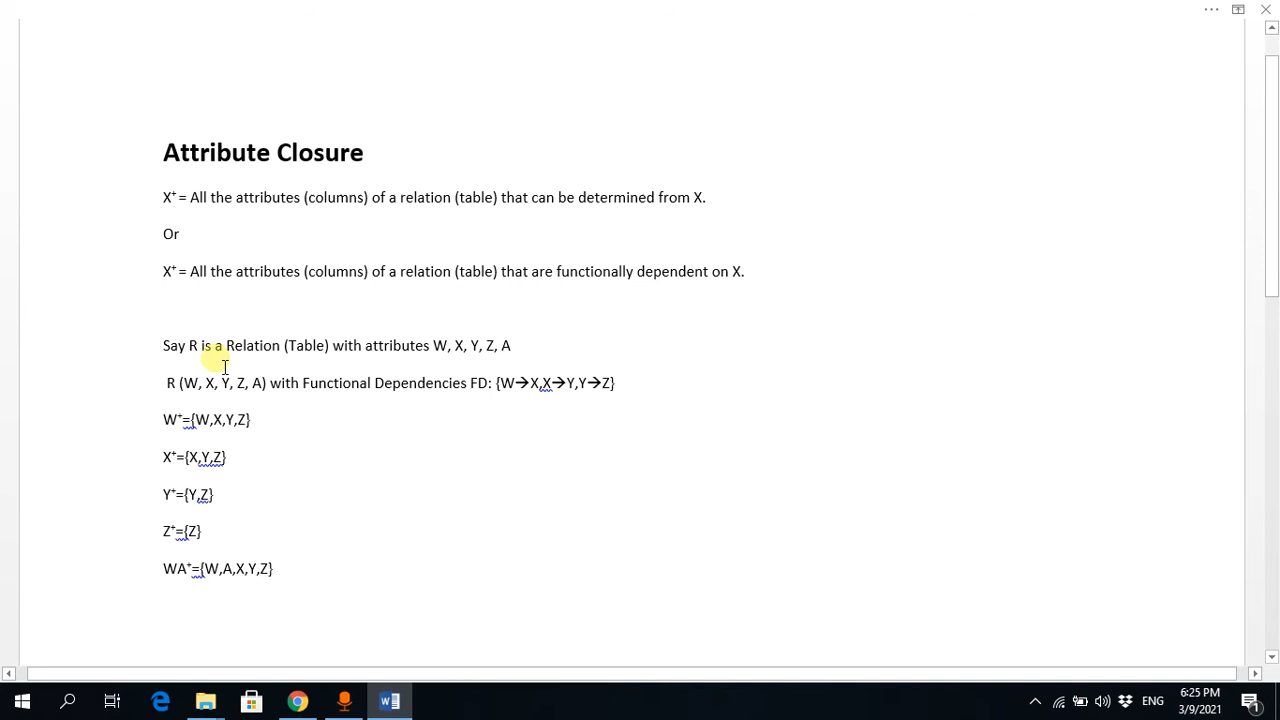 Attribute Closure
X⁺ = All the attributes (columns) of a relation (table) that can be determined from X.
Or
X⁺ = All the attributes (columns) of a relation (table) that are functionally dependent on X.
Say R is a Relation (Table) with attributes W, X, Y, Z, A
R (W, X, Y, Z, A) with Functional Dependencies FD: {W→X,X→Y,Y→Z}
W⁺={W,X,Y,Z}
X⁺={X,Y,Z}
Y⁺={Y,Z}
Z⁺={Z}
WA⁺={W,A,X,Y,Z}
ENG
6:25 PM
3/9/2021
1